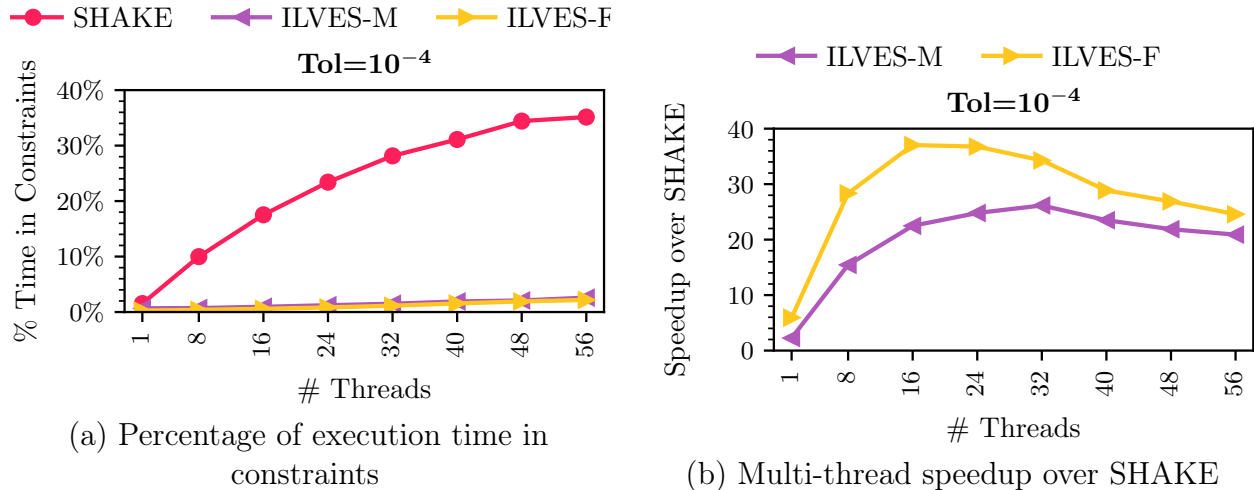 SHAKE ILVES-M ILVES-F
Tol=10⁻⁴
% Time in Constraints
40%
30%
20%
10%
0%
1 8 16 24 32 40 48 56
# Threads
(a) Percentage of execution time in
constraints
ILVES-M ILVES-F
Tol=10⁻⁴
Speedup over SHAKE
40
30
20
10
0
1 8 16 24 32 40 48 56
# Threads
(b) Multi-thread speedup over SHAKE